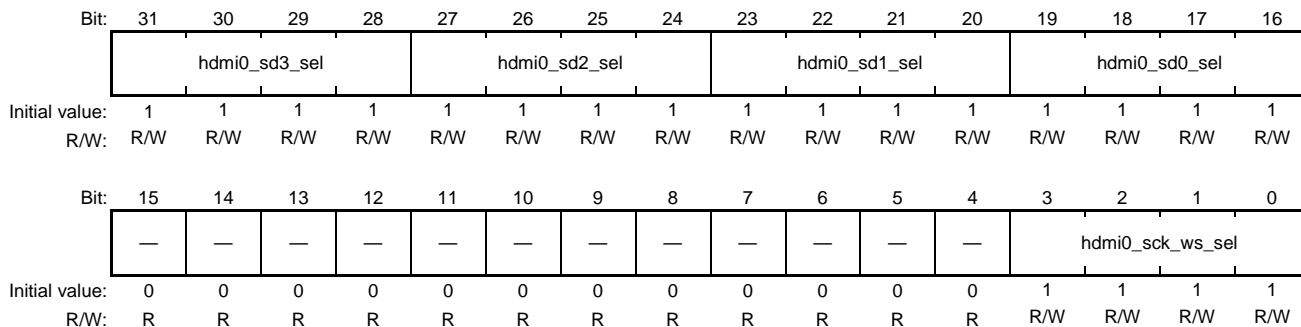 Bit: 31 30 29 28 27 26 25 24 23 22 21 20 19 18 17 16
hdmi0_sd3_sel hdmi0_sd2_sel hdmi0_sd1_sel hdmi0_sd0_sel
Initial value: 1 1 1 1 1 1 1 1 1 1 1 1 1 1 1 1
R/W: R/W R/W R/W R/W R/W R/W R/W R/W R/W R/W R/W R/W R/W R/W R/W R/W
Bit: 15 14 13 12 11 10 9 8 7 6 5 4 3 2 1 0
— — — — — — — — — — — — hdmi0_sck_ws_sel
Initial value: 0 0 0 0 0 0 0 0 0 0 0 0 1 1 1 1
R/W: R R R R R R R R R R R R R/W R/W R/W R/W